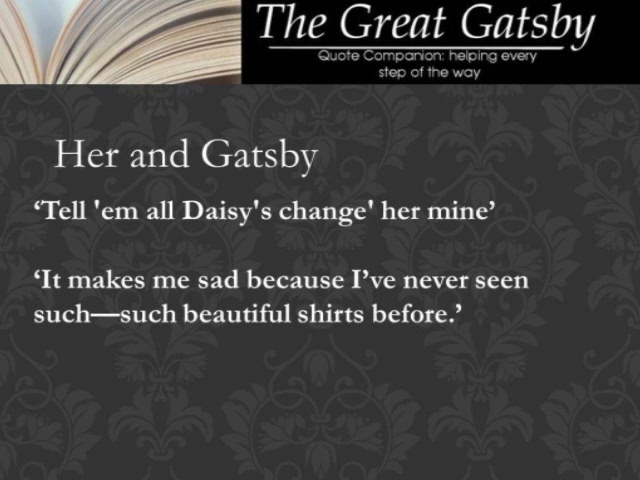 The Great Gatsby
Quote Companion: helping every
step of the way
Her and Gatsby
‘Tell 'em all Daisy's change' her mine’
‘It makes me sad because I’ve never seen
such—such beautiful shirts before.’